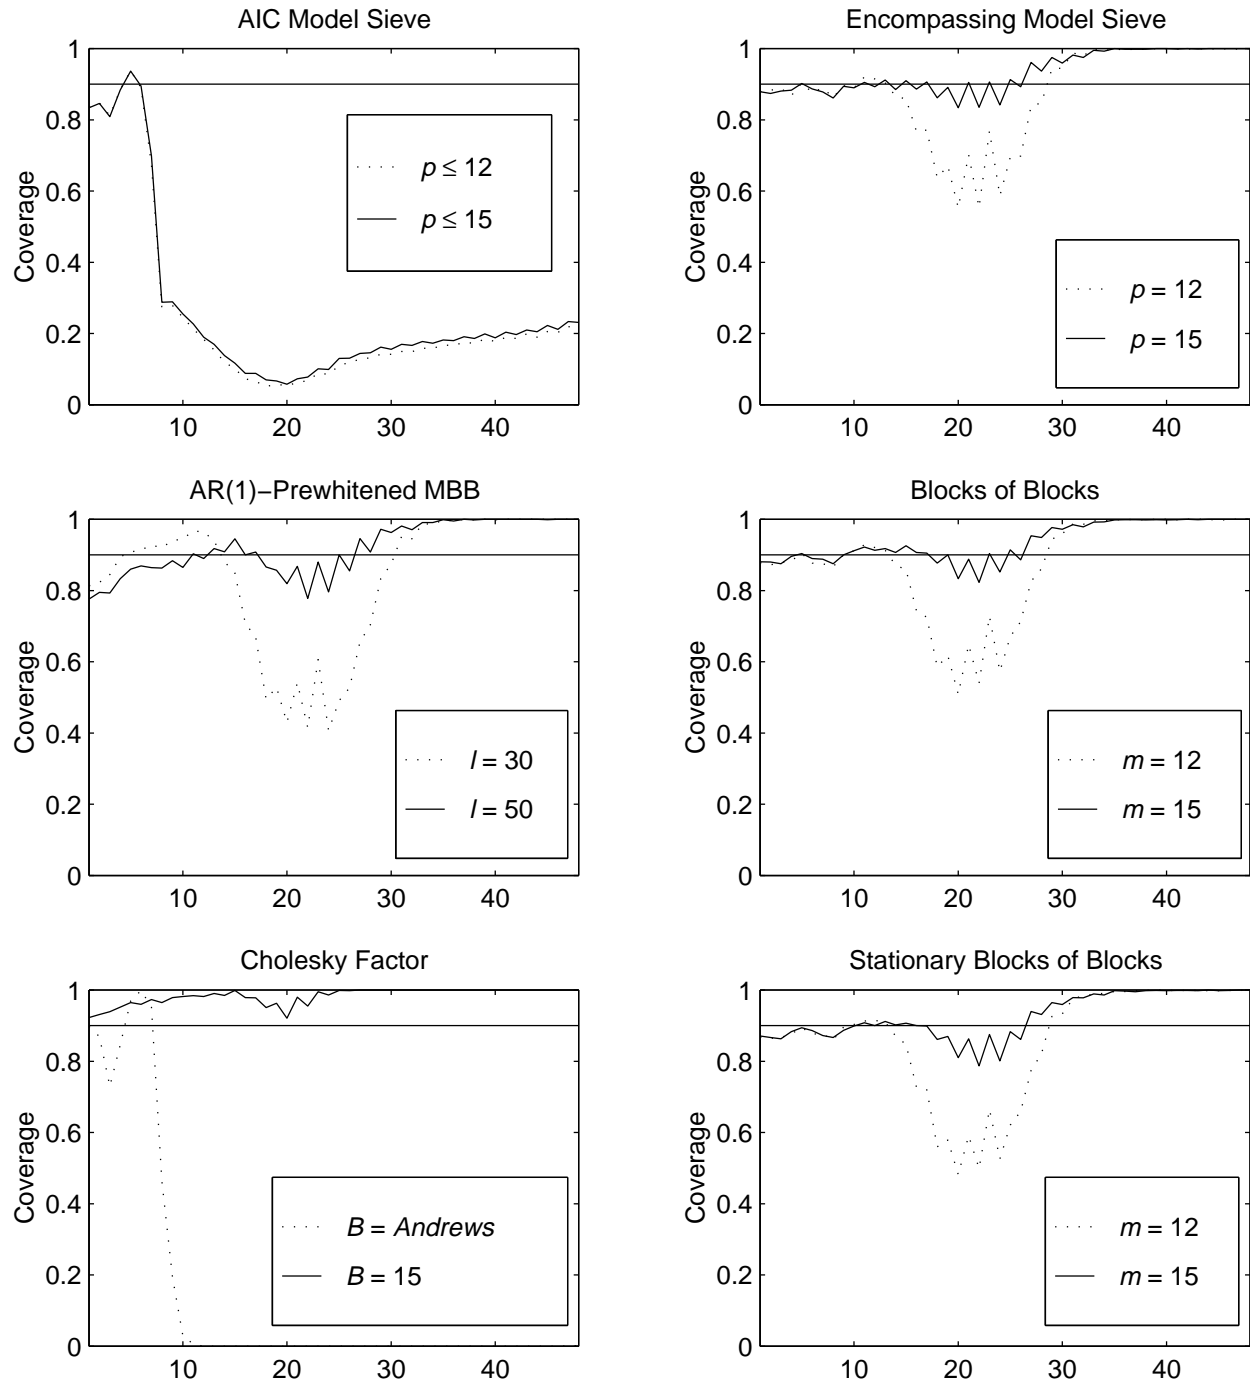 AIC Model Sieve
Coverage
1
0.8
0.6
0.4
0.2
0
10 20 30 40
p ≤ 12
p ≤ 15
Encompassing Model Sieve
Coverage
1
0.8
0.6
0.4
0.2
0
10 20 30 40
p = 12
p = 15
AR(1)−Prewhitened MBB
Coverage
1
0.8
0.6
0.4
0.2
0
10 20 30 40
l = 30
l = 50
Blocks of Blocks
Coverage
1
0.8
0.6
0.4
0.2
0
10 20 30 40
m = 12
m = 15
Cholesky Factor
Coverage
1
0.8
0.6
0.4
0.2
0
10 20 30 40
B = Andrews
B = 15
Stationary Blocks of Blocks
Coverage
1
0.8
0.6
0.4
0.2
0
10 20 30 40
m = 12
m = 15